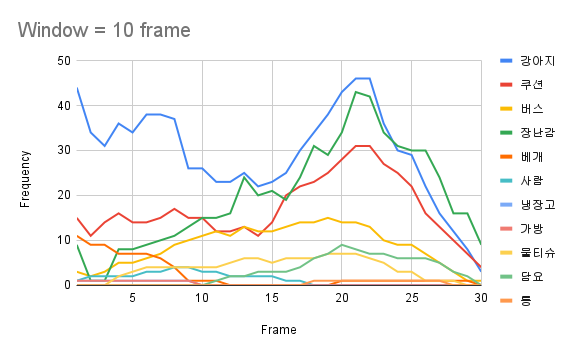 Window = 10 frame
50
40
30
20
10
0
5
10
15
20
25
30
Frequency
Frame
강아지
쿠션
버스
장난감
베개
사람
냉장고
가방
물티슈
담요
통